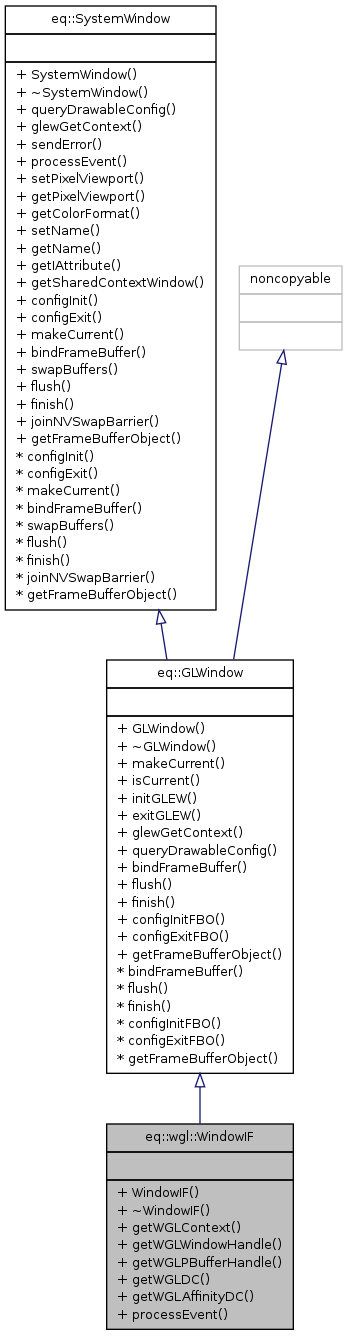 eq::SystemWindow
+ SystemWindow()
+ ~SystemWindow()
+ queryDrawableConfig()
+ glewGetContext()
+ sendError()
+ processEvent()
+ setPixelViewport()
+ getPixelViewport()
+ getColorFormat()
+ setName()
+ getName()
+ getIAttribute()
+ getSharedContextWindow()
+ configInit()
+ configExit()
+ makeCurrent()
+ bindFrameBuffer()
+ swapBuffers()
+ flush()
+ finish()
+ joinNVSwapBarrier()
+ getFrameBufferObject()
* configInit()
* configExit()
* makeCurrent()
* bindFrameBuffer()
* swapBuffers()
* flush()
* finish()
* joinNVSwapBarrier()
* getFrameBufferObject()
noncopyable
eq::GLWindow
+ GLWindow()
+ ~GLWindow()
+ makeCurrent()
+ isCurrent()
+ initGLEW()
+ exitGLEW()
+ glewGetContext()
+ queryDrawableConfig()
+ bindFrameBuffer()
+ flush()
+ finish()
+ configInitFBO()
+ configExitFBO()
+ getFrameBufferObject()
* bindFrameBuffer()
* flush()
* finish()
* configInitFBO()
* configExitFBO()
* getFrameBufferObject()
eq::wgl::WindowIF
+ WindowIF()
+ ~WindowIF()
+ getWGLContext()
+ getWGLWindowHandle()
+ getWGLPBufferHandle()
+ getWGLDC()
+ getWGLAffinityDC()
+ processEvent()